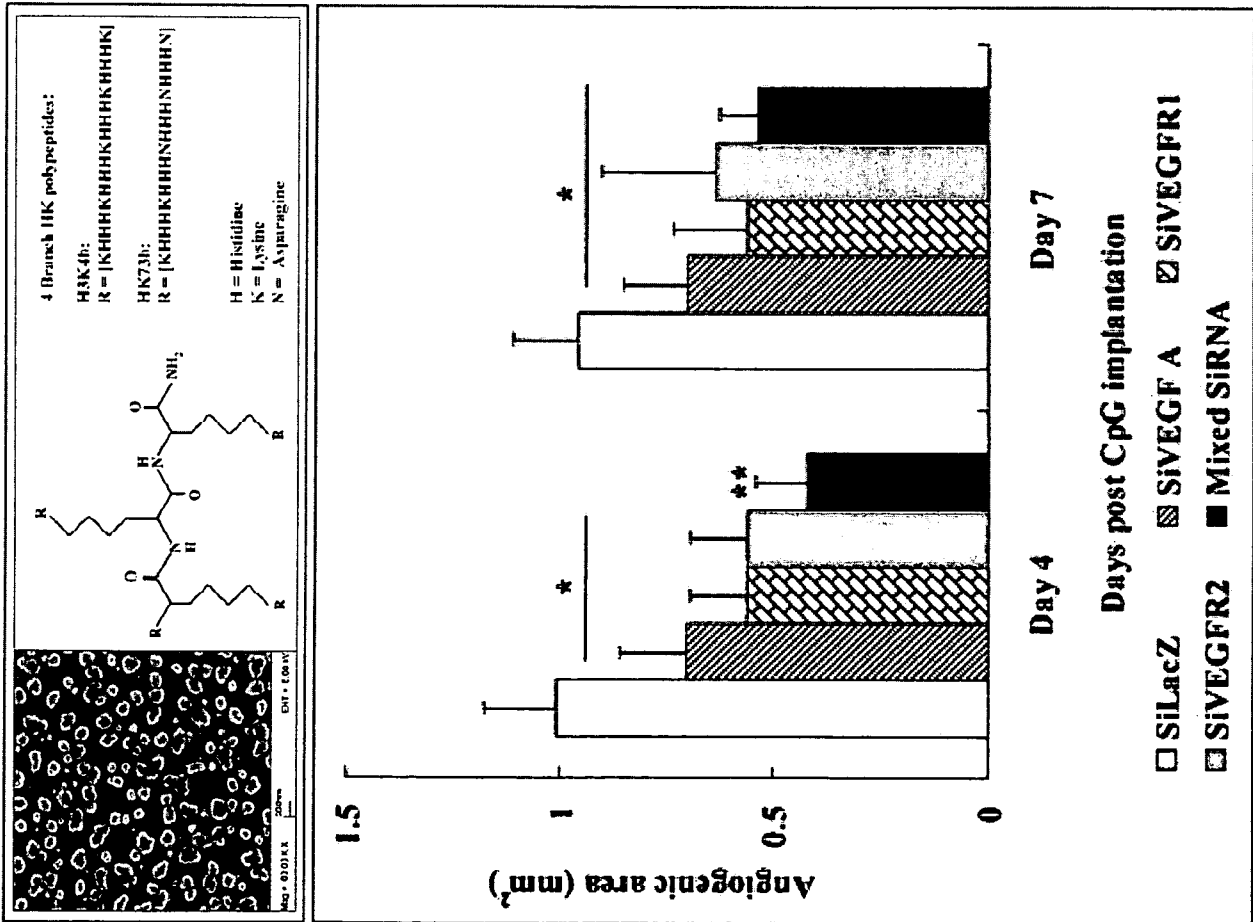 4 Branch HK polypeptides:
H3K4b:
R = [KHHHKHHHKHHHKHHHK]
HK73b:
R = [KHHHKHHHNHHHNHHHN]
H = Histidine
K = Lysine
N = Asparagine
R
O
H
N
O
NH2
R
O
N
H
R
R
200nm
Angiogenic area (mm2)
1.5
1
0.5
0
*
**
*
Day 4
Day 7
Days post CpG implantation
SiLacZ
SiVEGF A
SiVEGFR1
SiVEGFR2
Mixed SiRNA